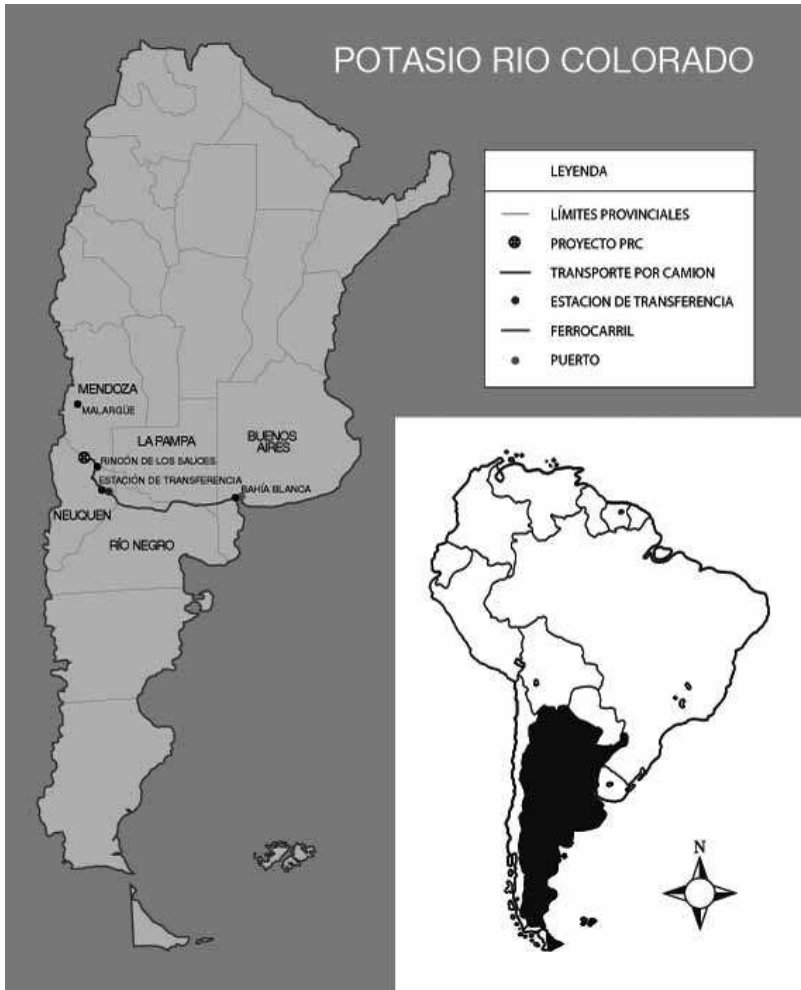 POTASIO RIO COLORADO
LEYENDA
LÍMITES PROVINCIALES
PROYECTO PRC
TRANSPORTE POR CAMION
ESTACION DE TRANSFERENCIA
FERROCARRIL
PUERTO
MENDOZA
MALARGÜE
LA PAMPA
BUENOS
AIRES
RINCÓN DE LOS SAUCES
ESTACIÓN DE TRANSFERENCIA
BAHÍA BLANCA
NEUQUEN
RÍO NEGRO
N